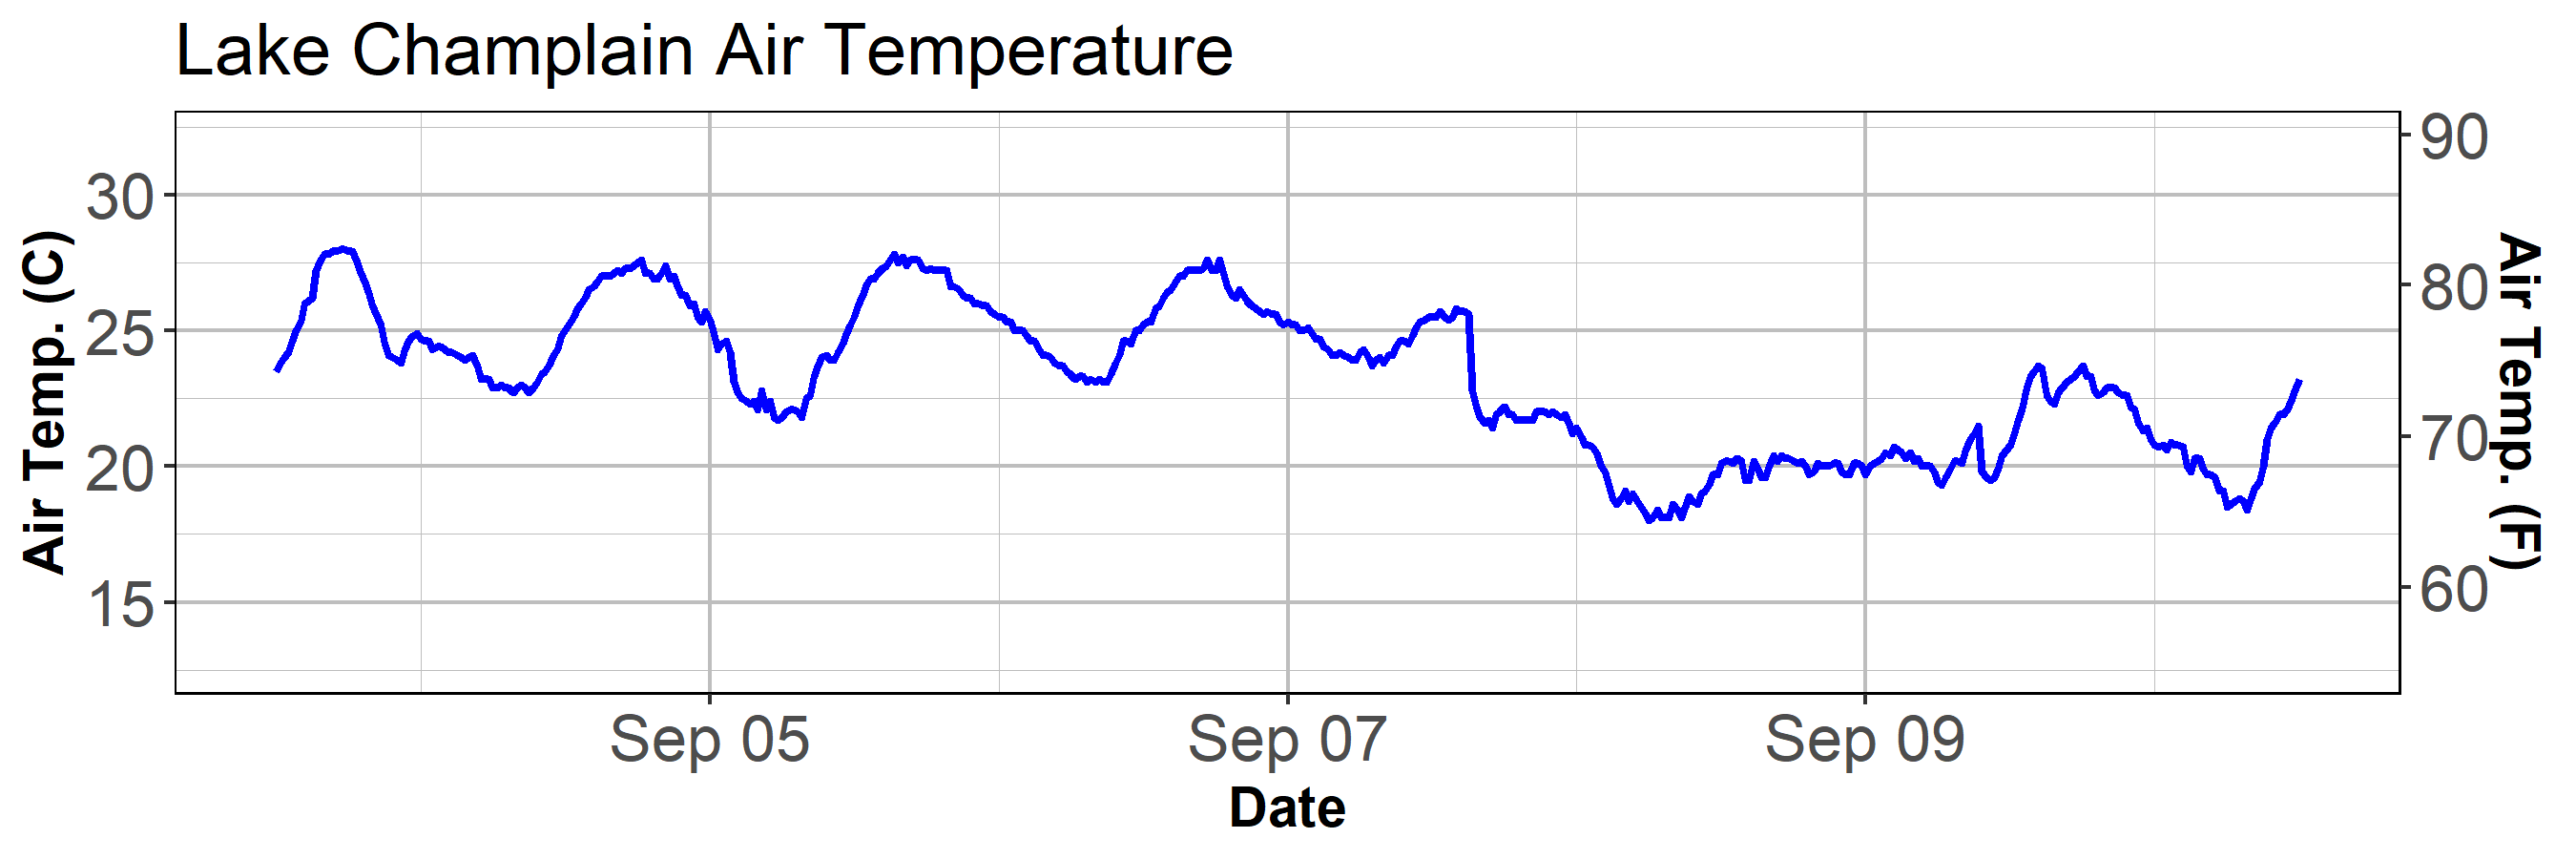 Lake Champlain Air Temperature
Air Temp. (C)
30
25
20
15
90
80
70
60
Air Temp. (F)
Sep 05
Sep 07
Sep 09
Date